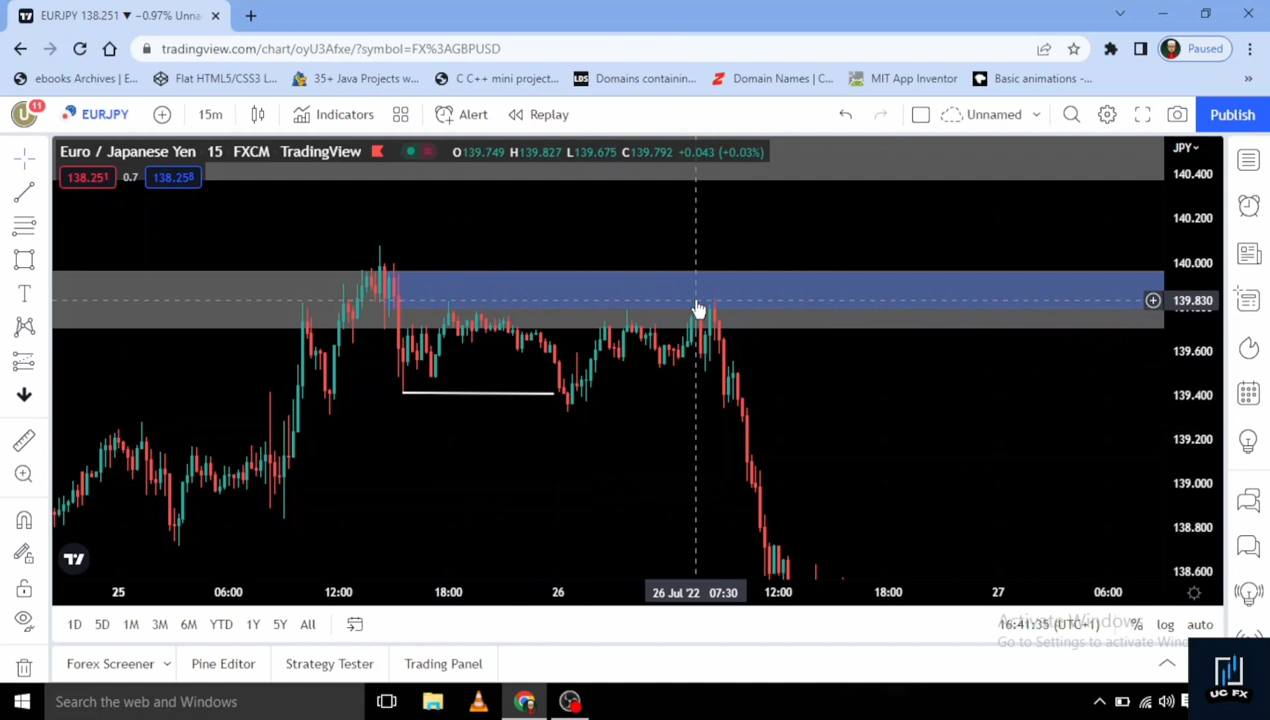 EURJPY 138.251 ▼ −0.97% Unna
tradingview.com/chart/oyU3Afxe/?symbol=FX%3AGBPUSD
Paused
ebooks Archives | E...
Flat HTML5/CSS3 L...
35+ Java Projects w...
C C++ mini project...
LDS
Domains containin...
Domain Names | C...
MIT App Inventor
Basic animations -...
»
U
11
EURJPY
15m
Indicators
Alert
Replay
Unnamed
Publish
Euro / Japanese Yen 15 FXCM TradingView
O139.749 H139.827 L139.675 C139.792 +0.043 (+0.03%)
JPY
138.251
0.7
138.258
140.400
140.200
140.000
139.830
139.600
139.400
139.200
139.000
138.800
138.600
25
06:00
12:00
18:00
26
26 Jul '22 07:30
12:00
18:00
27
06:00
1D
5D
1M
3M
6M
YTD
1Y
5Y
All
16:41:35 (UTC+1)
%
log
auto
Activate Windows
Go to Settings to activate Win
Forex Screener
Pine Editor
Strategy Tester
Trading Panel
Search the web and Windows
UC FX